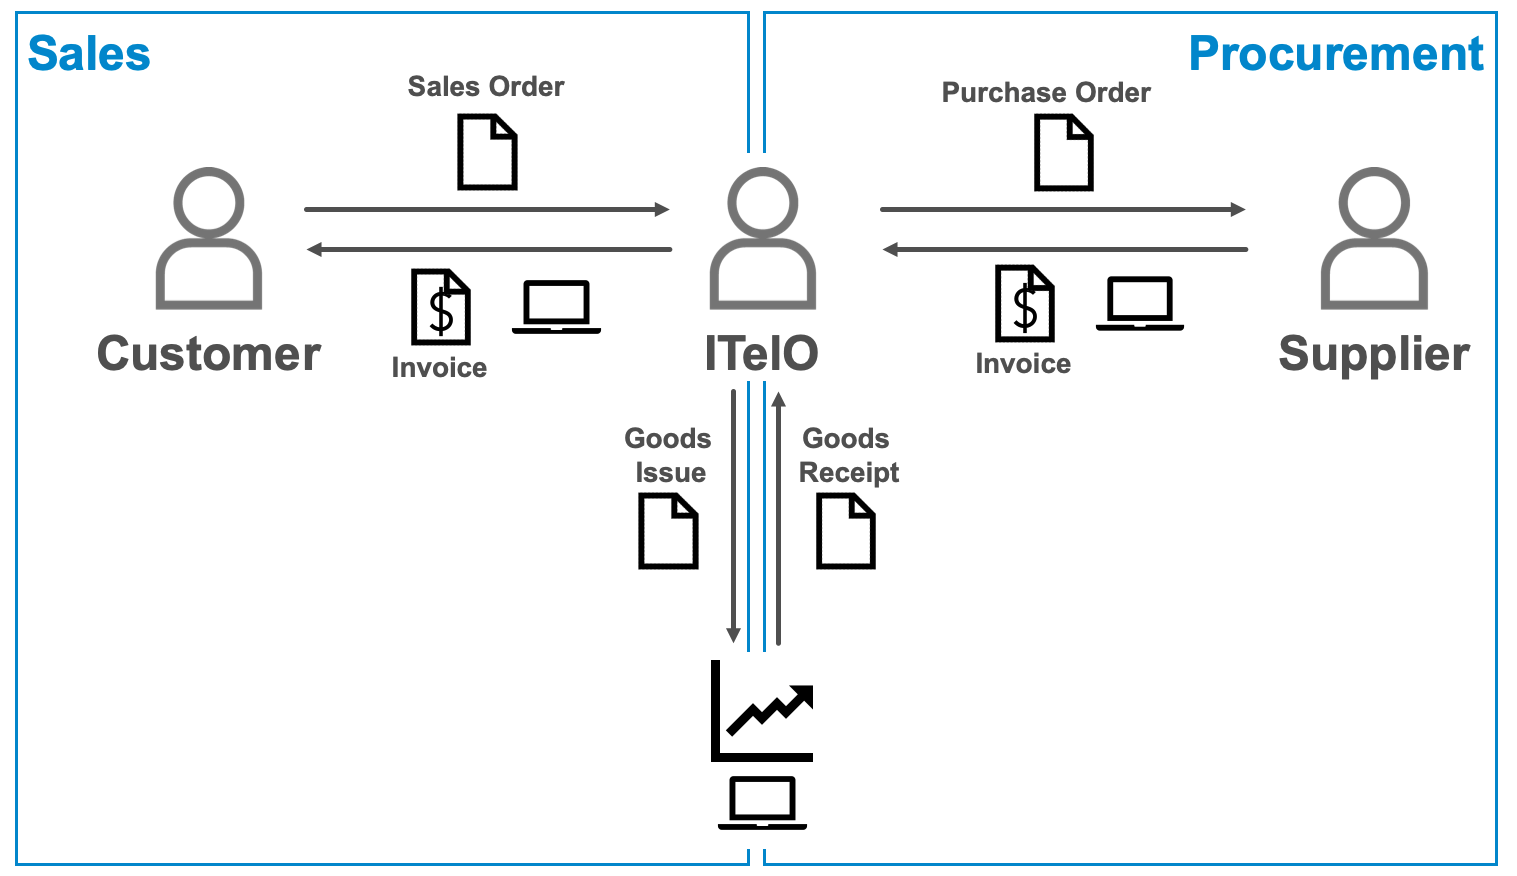 Sales
Procurement
Sales Order
Purchase Order
Customer
Invoice
ITelO
Invoice
Supplier
Goods
Issue
Goods
Receipt